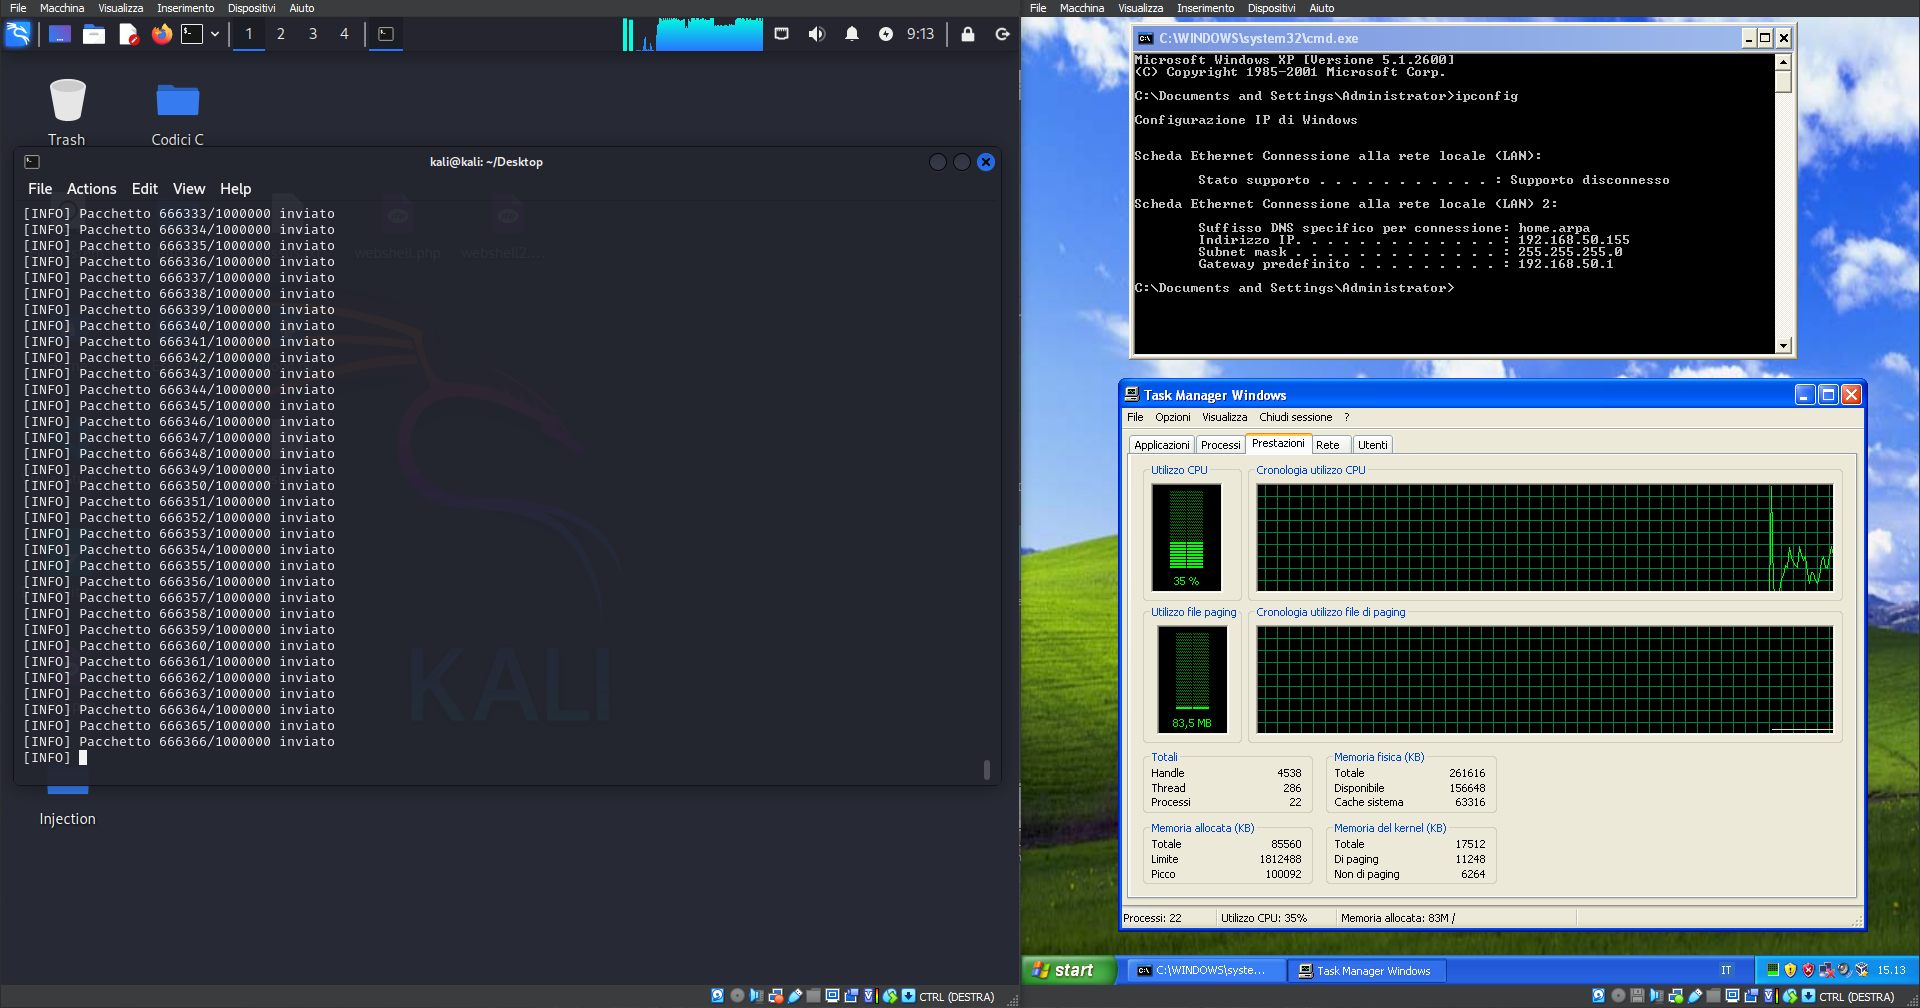 File Macchina Visualizza Inserimento Dispositivi Aiuto
1 2 3 4 9:13
Trash
Codici C
kali@kali: ~/Desktop
File Actions Edit View Help
webshell.php webshell2....
[INFO] Pacchetto 666333/1000000 inviato
[INFO] Pacchetto 666334/1000000 inviato
[INFO] Pacchetto 666335/1000000 inviato
[INFO] Pacchetto 666336/1000000 inviato
[INFO] Pacchetto 666337/1000000 inviato
[INFO] Pacchetto 666338/1000000 inviato
[INFO] Pacchetto 666339/1000000 inviato
[INFO] Pacchetto 666340/1000000 inviato
[INFO] Pacchetto 666341/1000000 inviato
[INFO] Pacchetto 666342/1000000 inviato
[INFO] Pacchetto 666343/1000000 inviato
[INFO] Pacchetto 666344/1000000 inviato
[INFO] Pacchetto 666345/1000000 inviato
[INFO] Pacchetto 666346/1000000 inviato
[INFO] Pacchetto 666347/1000000 inviato
[INFO] Pacchetto 666348/1000000 inviato
[INFO] Pacchetto 666349/1000000 inviato
[INFO] Pacchetto 666350/1000000 inviato
[INFO] Pacchetto 666351/1000000 inviato
[INFO] Pacchetto 666352/1000000 inviato
[INFO] Pacchetto 666353/1000000 inviato
[INFO] Pacchetto 666354/1000000 inviato
[INFO] Pacchetto 666355/1000000 inviato
[INFO] Pacchetto 666356/1000000 inviato
[INFO] Pacchetto 666357/1000000 inviato
[INFO] Pacchetto 666358/1000000 inviato
[INFO] Pacchetto 666359/1000000 inviato
[INFO] Pacchetto 666360/1000000 inviato
[INFO] Pacchetto 666361/1000000 inviato
[INFO] Pacchetto 666362/1000000 inviato
[INFO] Pacchetto 666363/1000000 inviato
[INFO] Pacchetto 666364/1000000 inviato
[INFO] Pacchetto 666365/1000000 inviato
[INFO] Pacchetto 666366/1000000 inviato
[INFO]
KALI
Injection
CTRL (DESTRA)
File Macchina Visualizza Inserimento Dispositivi Aiuto
C:\WINDOWS\system32\cmd.exe
Microsoft Windows XP [Versione 5.1.2600]
(C) Copyright 1985-2001 Microsoft Corp.
C:\Documents and Settings\Administrator>ipconfig
Configurazione IP di Windows
Scheda Ethernet Connessione alla rete locale (LAN):
Stato supporto . . . . . . . . . . . : Supporto disconnesso
Scheda Ethernet Connessione alla rete locale (LAN) 2:
Suffisso DNS specifico per connessione: home.arpa
Indirizzo IP. . . . . . . . . . . . . : 192.168.50.155
Subnet mask . . . . . . . . . . . . . : 255.255.255.0
Gateway predefinito . . . . . . . . . : 192.168.50.1
C:\Documents and Settings\Administrator>
Task Manager Windows
File Opzioni Visualizza Chiudi sessione ?
Applicazioni Processi Prestazioni Rete Utenti
Utilizzo CPU Cronologia utilizzo CPU
35 %
Utilizzo file paging Cronologia utilizzo file di paging
83,5 MB
Totali
Handle 4538
Thread 286
Processi 22
Memoria fisica (KB)
Totale 261616
Disponibile 156648
Cache sistema 63316
Memoria allocata (KB)
Totale 85560
Limite 1812488
Picco 100092
Memoria del kernel (KB)
Totale 17512
Di paging 11248
Non di paging 6264
Processi: 22 Utilizzo CPU: 35% Memoria allocata: 83M /
start C:\WINDOWS\syste... Task Manager Windows IT 15.13
CTRL (DESTRA)